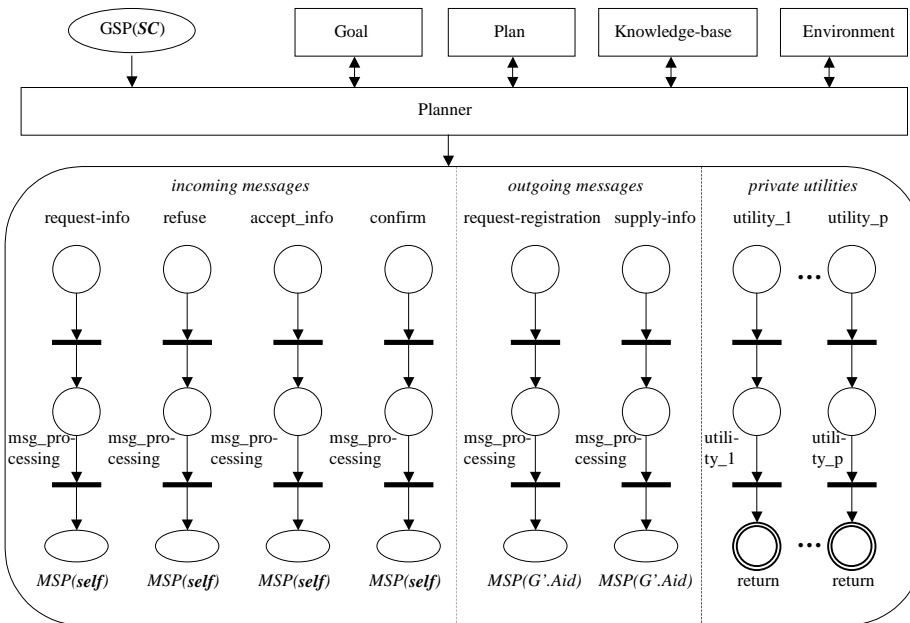 GSP(SC)
Goal
Plan
Knowledge-base
Environment
Planner
incoming messages
outgoing messages
private utilities
request-info
refuse
accept_info
confirm
request-registration
supply-info
utility_1
utility_p
...
msg_pro-
cessing
msg_pro-
cessing
msg_pro-
cessing
msg_pro-
cessing
msg_pro-
cessing
msg_pro-
cessing
utili-
ty_1
utili-
ty_p
...
MSP(self)
MSP(self)
MSP(self)
MSP(self)
MSP(G’.Aid)
MSP(G’.Aid)
return
return